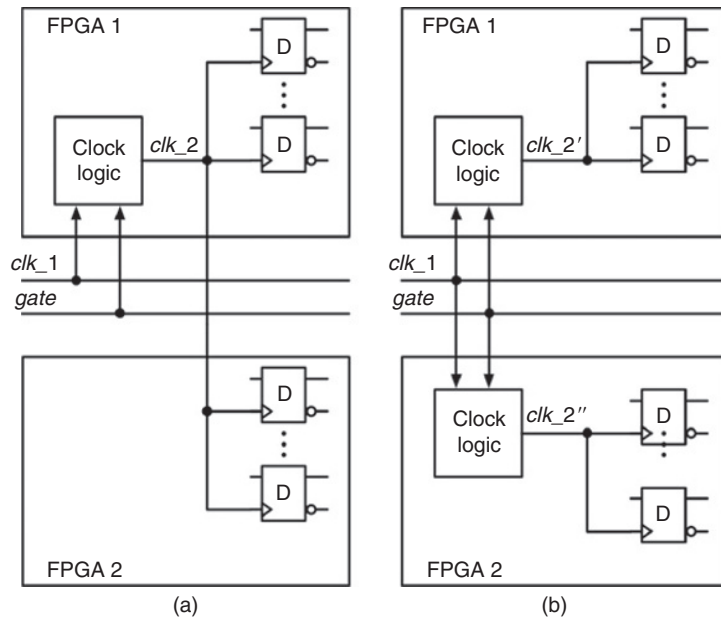 FPGA 1
D
Clock
logic
clk_2
D
clk_1
gate
D
D
FPGA 2
(a)
FPGA 1
D
Clock
logic
clk_2′
D
clk_1
gate
Clock
logic
clk_2″
D
D
FPGA 2
(b)